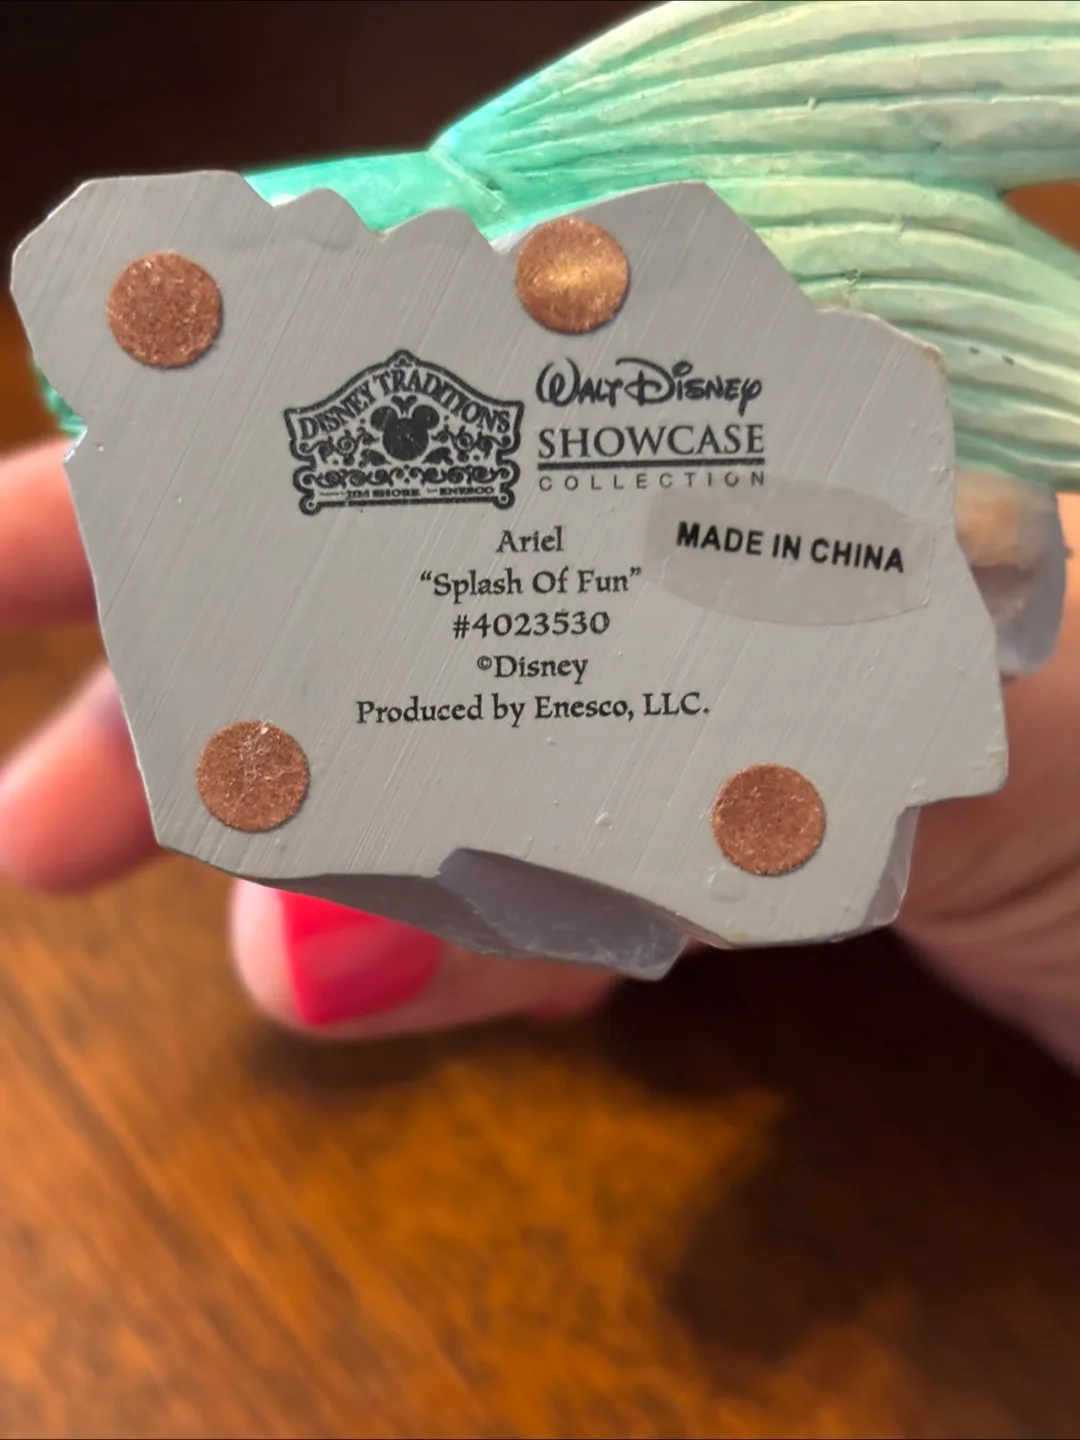 DISNEY TRADITIONS
JIM SHORE ENESCO
WALT DISNEY
SHOWCASE
COLLECTION
MADE IN CHINA
Ariel
“Splash Of Fun”
#4023530
©Disney
Produced by Enesco, LLC.